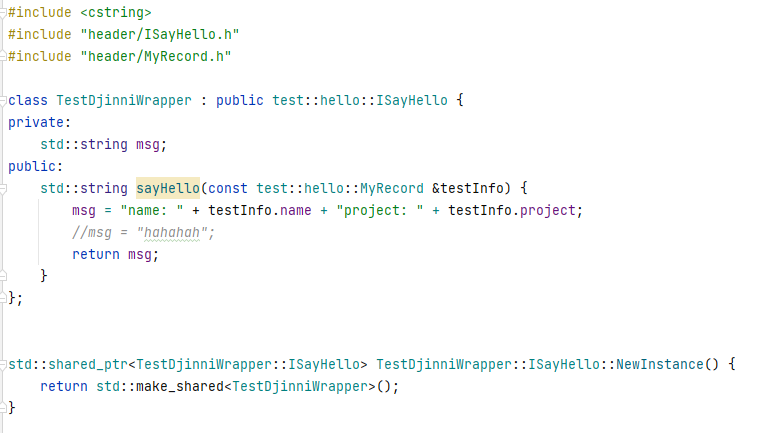 #include <cstring>
#include "header/ISayHello.h"
#include "header/MyRecord.h"
class TestDjinniWrapper : public test::hello::ISayHello {
private:
    std::string msg;
public:
    std::string sayHello(const test::hello::MyRecord &testInfo) {
        msg = "name: " + testInfo.name + "project: " + testInfo.project;
        //msg = "hahahah";
        return msg;
    }
};
std::shared_ptr<TestDjinniWrapper::ISayHello> TestDjinniWrapper::ISayHello::NewInstance() {
    return std::make_shared<TestDjinniWrapper>();
}